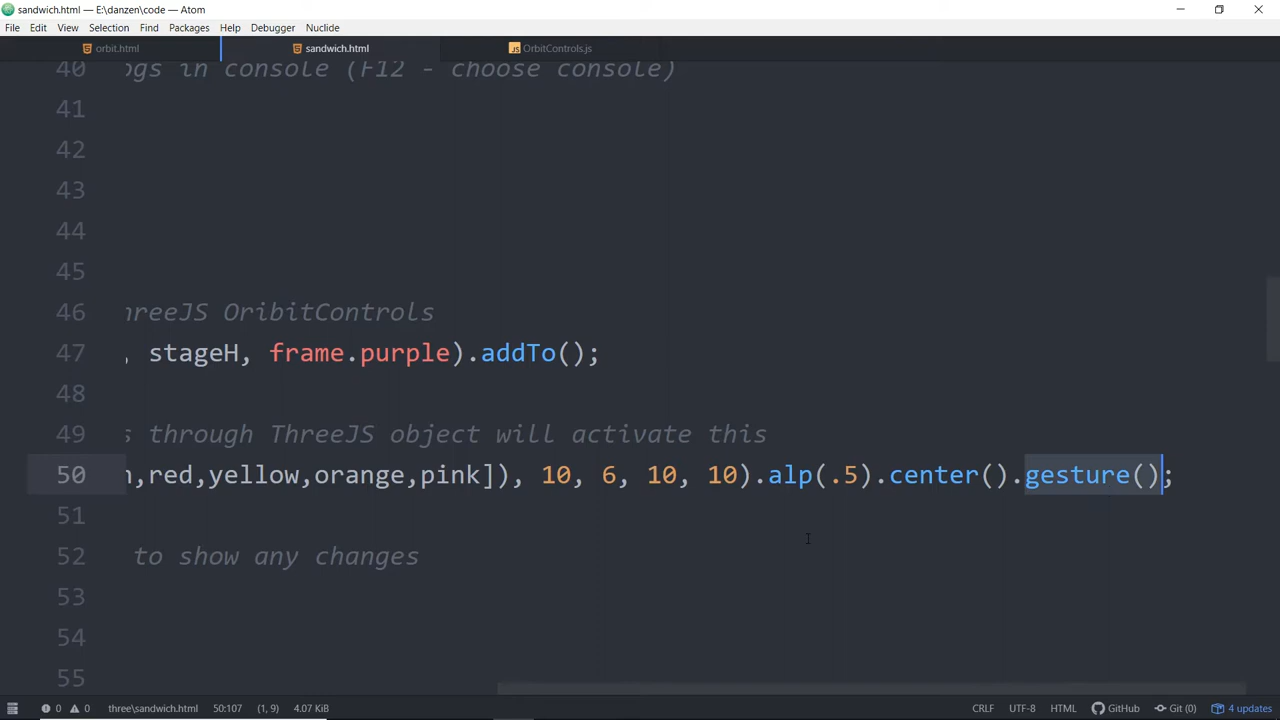 sandwich.html — E:\danzen\code — Atom
File Edit View Selection Find Packages Help Debugger Nuclide
orbit.html sandwich.html OrbitControls.js
40 ogs in console (F12 - choose console)
41
42
43
44
45
46 hreeJS OribitControls
47 , stageH, frame.purple).addTo();
48
49 s through ThreeJS object will activate this
50 n,red,yellow,orange,pink]), 10, 6, 10, 10).alp(.5).center().gesture();
51
52 to show any changes
53
54
55
0 0 three\sandwich.html 50:107 (1, 9) 4.07 KiB CRLF UTF-8 HTML GitHub Git (0) 4 updates